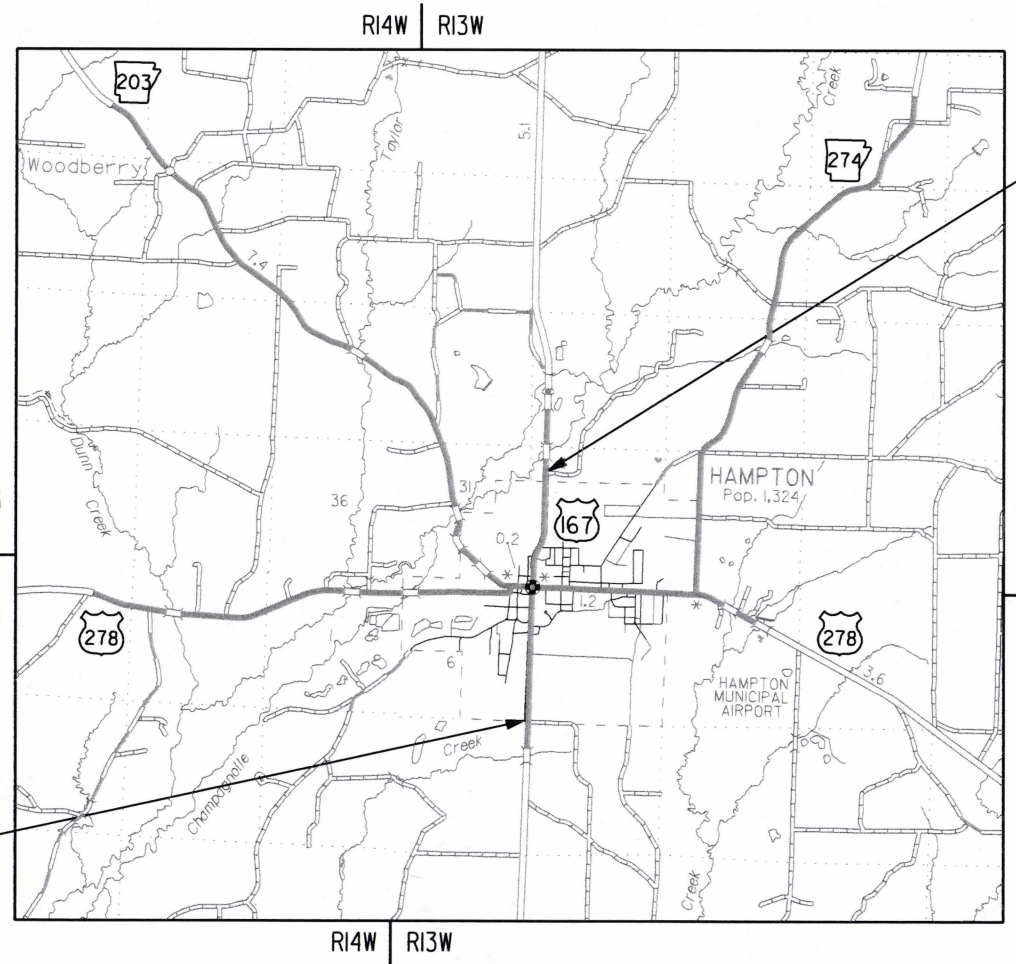 R14W R13W
203
Taylor
5.1
Creek
274
Woodberry
7.4
Dunn
Creek
36
31
HAMPTON
Pop. 1,324
167
0.2
1.2
278
278
6
3.6
HAMPTON
MUNICIPAL
AIRPORT
Creek
Champagnolle
Creek
R14W R13W